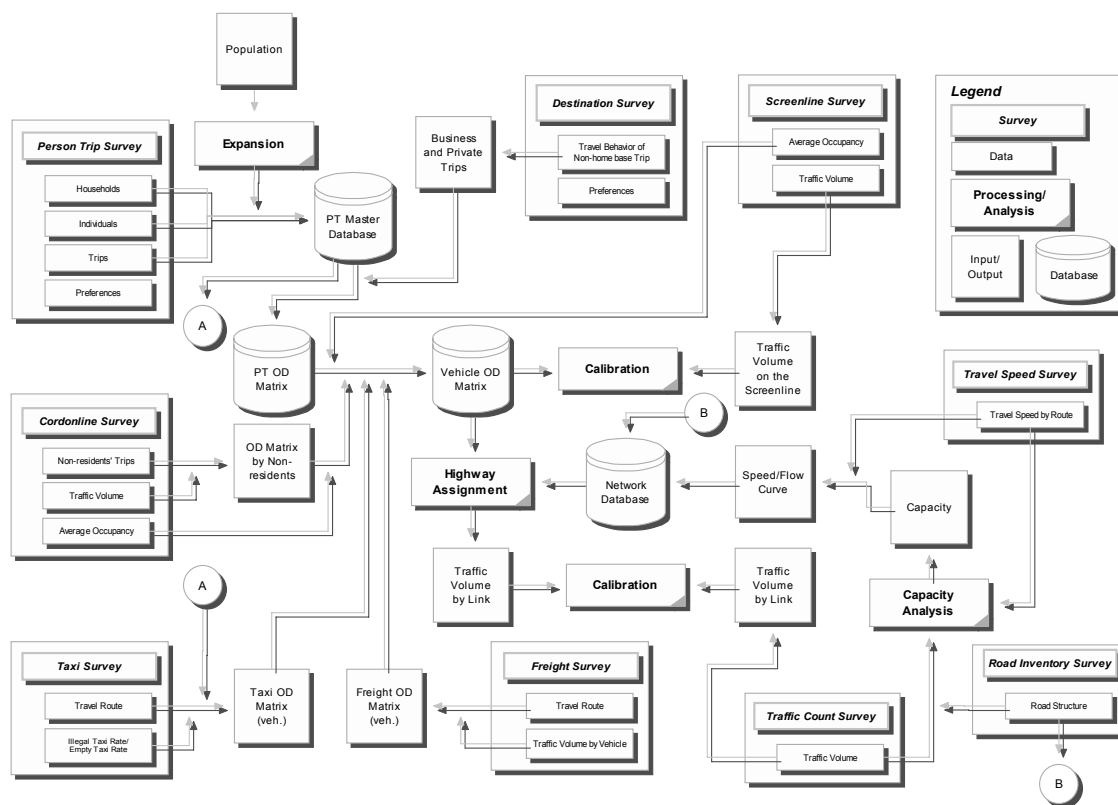 Population
Expansion
Person Trip Survey
Households
Individuals
Trips
Preferences
PT Master
Database
A
Business
and Private
Trips
Destination Survey
Travel Behavior of
Non-home base Trip
Preferences
Screenline Survey
Average Occupancy
Traffic Volume
Legend
Survey
Data
Processing/
Analysis
Input/
Output
Database
PT OD
Matrix
Vehicle OD
Matrix
Calibration
Traffic
Volume
on the
Screenline
Travel Speed Survey
Travel Speed by Route
Cordonline Survey
Non-residents' Trips
Traffic Volume
Average Occupancy
OD Matrix
by Non-
residents
B
Highway
Assignment
Network
Database
Speed/Flow
Curve
Capacity
Traffic
Volume
by Link
Calibration
Traffic
Volume
by Link
Capacity
Analysis
A
Taxi Survey
Travel Route
Illegal Taxi Rate/
Empty Taxi Rate
Taxi OD
Matrix
(veh.)
Freight OD
Matrix
(veh.)
Freight Survey
Travel Route
Traffic Volume by Vehicle
Traffic Count Survey
Traffic Volume
Road Inventory Survey
Road Structure
B